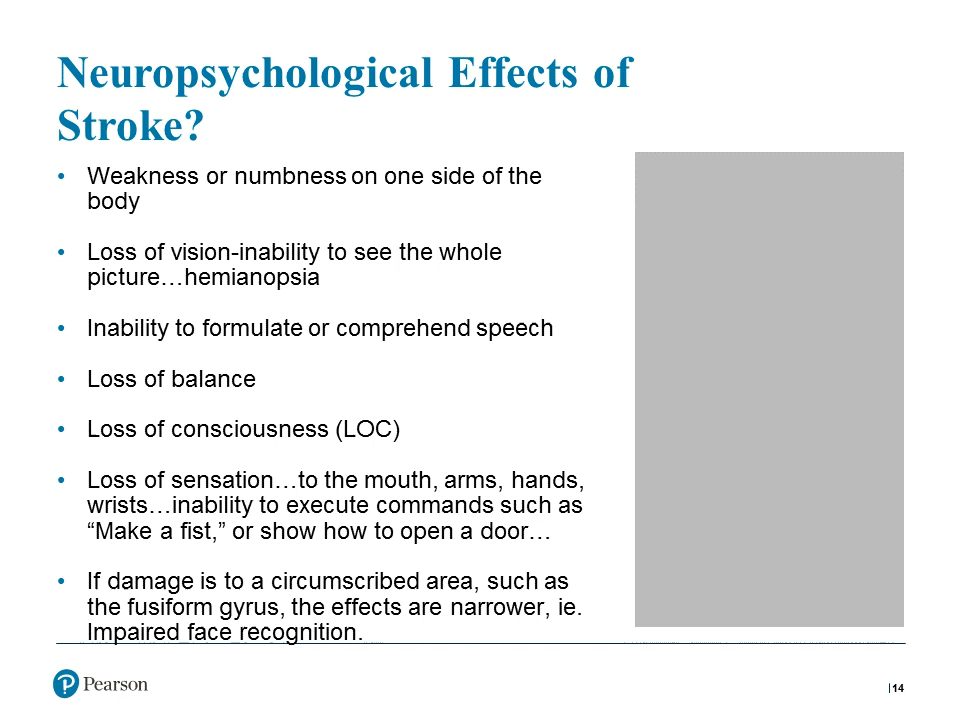 Neuropsychological Effects of
Stroke?
• Weakness or numbness on one side of the
body
• Loss of vision-inability to see the whole
picture…hemianopsia
• Inability to formulate or comprehend speech
• Loss of balance
• Loss of consciousness (LOC)
• Loss of sensation…to the mouth, arms, hands,
wrists…inability to execute commands such as
“Make a fist,” or show how to open a door…
• If damage is to a circumscribed area, such as
the fusiform gyrus, the effects are narrower, ie.
Impaired face recognition.
P Pearson
|14